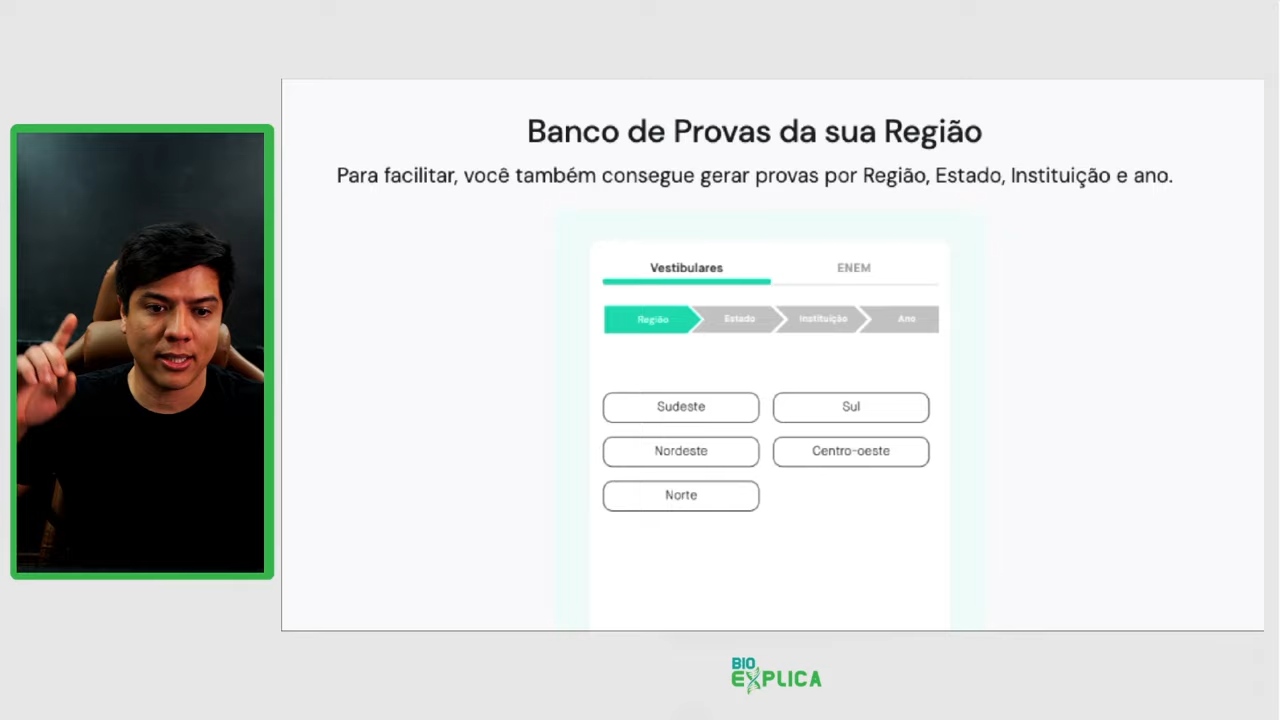 Banco de Provas da sua Região
Para facilitar, você também consegue gerar provas por Região, Estado, Instituição e ano.
Vestibulares
ENEM
Região
Estado
Instituição
Ano
Sudeste
Sul
Nordeste
Centro-oeste
Norte
BIO
EXPLICA